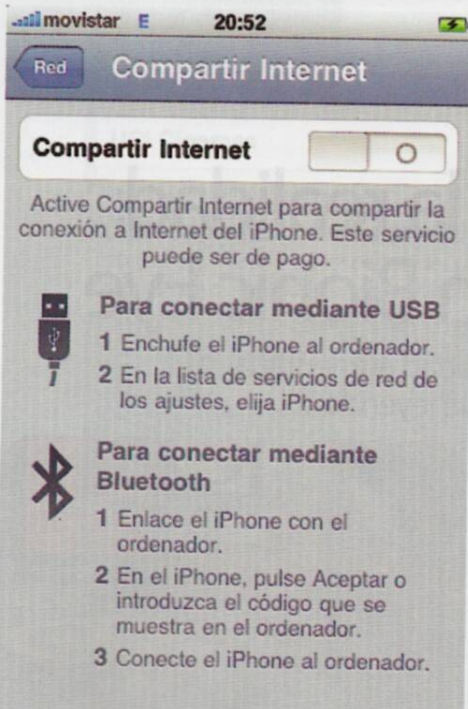 movistar E 20:52
Red Compartir Internet
Compartir Internet
Active Compartir Internet para compartir la
conexión a Internet del iPhone. Este servicio
puede ser de pago.
Para conectar mediante USB
1 Enchufe el iPhone al ordenador.
2 En la lista de servicios de red de
los ajustes, elija iPhone.
Para conectar mediante
Bluetooth
1 Enlace el iPhone con el
ordenador.
2 En el iPhone, pulse Aceptar o
introduzca el código que se
muestra en el ordenador.
3 Conecte el iPhone al ordenador.